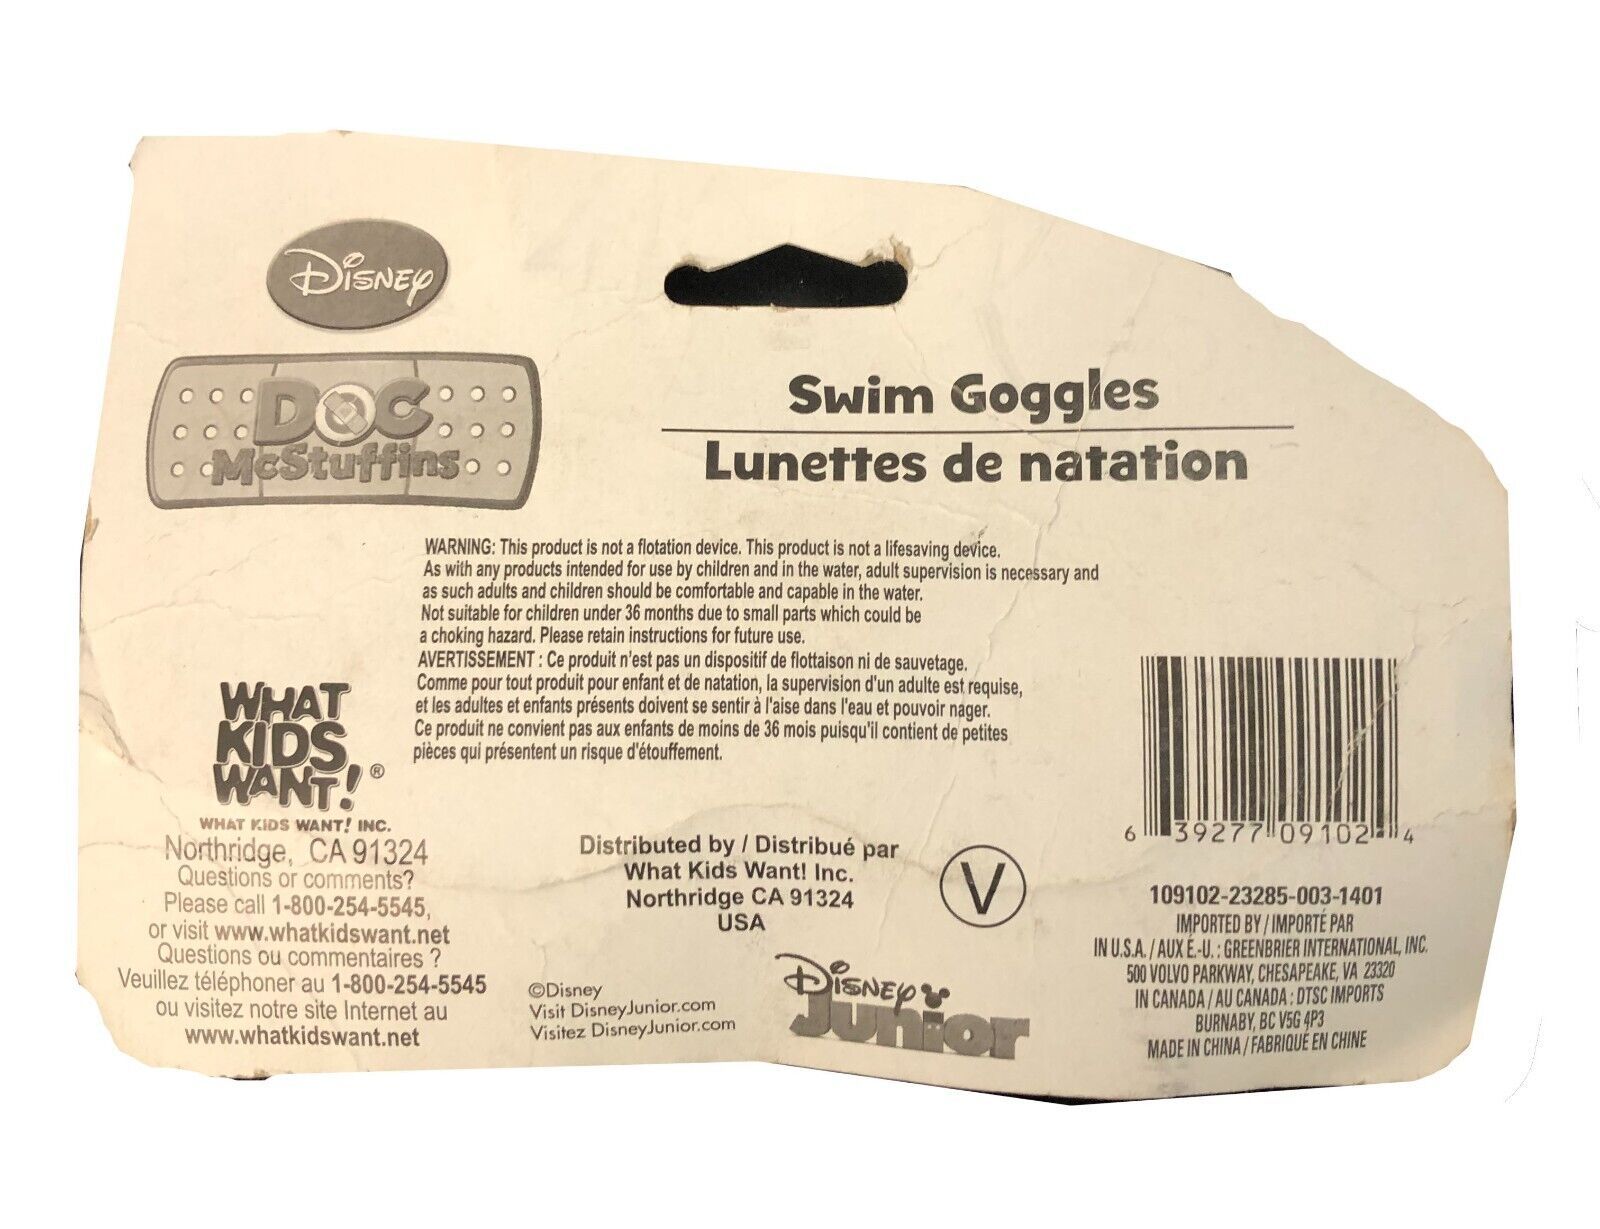 Disney
Doc
McStuffins
Swim Goggles
Lunettes de natation
WARNING: This product is not a flotation device. This product is not a lifesaving device.
As with any products intended for use by children and in the water, adult supervision is necessary and
as such adults and children should be comfortable and capable in the water.
Not suitable for children under 36 months due to small parts which could be
a choking hazard. Please retain instructions for future use.
AVERTISSEMENT : Ce produit n'est pas un dispositif de flottaison ni de sauvetage.
Comme pour tout produit pour enfant et de natation, la supervision d'un adulte est requise,
et les adultes et enfants présents doivent se sentir à l'aise dans l'eau et pouvoir nager.
Ce produit ne convient pas aux enfants de moins de 36 mois puisqu'il contient de petites
pièces qui présentent un risque d'étouffement.
WHAT
KIDS
WANT! ®
WHAT KIDS WANT! INC.
Northridge, CA 91324
Questions or comments?
Please call 1-800-254-5545,
or visit www.whatkidswant.net
Questions ou commentaires ?
Veuillez téléphoner au 1-800-254-5545
ou visitez notre site Internet au
www.whatkidswant.net
Distributed by / Distribué par
What Kids Want! Inc.
Northridge CA 91324
USA
V
©Disney
Visit DisneyJunior.com
Visitez DisneyJunior.com
Disney
Junior
6 39277 09102 4
109102-23285-003-1401
IMPORTED BY / IMPORTÉ PAR
IN U.S.A. / AUX É.-U. : GREENBRIER INTERNATIONAL, INC.
500 VOLVO PARKWAY, CHESAPEAKE, VA 23320
IN CANADA / AU CANADA : DTSC IMPORTS
BURNABY, BC V5G 4P3
MADE IN CHINA / FABRIQUÉ EN CHINE